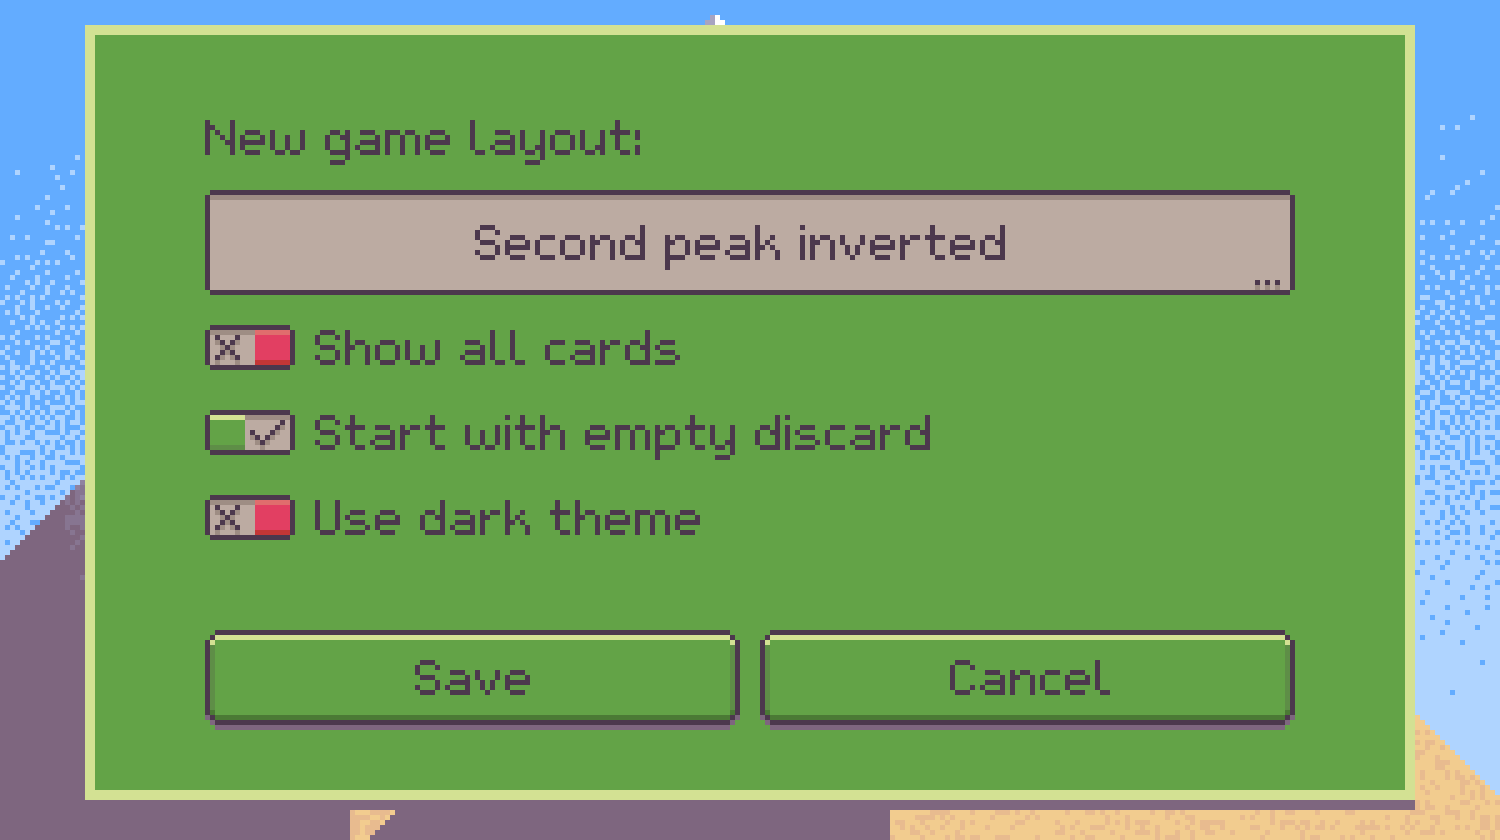 New game layout:
Second peak inverted
...
Show all cards
Start with empty discard
Use dark theme
Save
Cancel